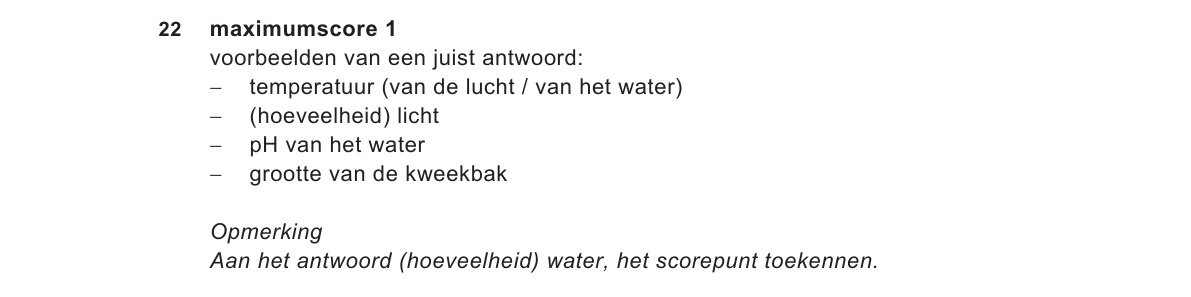 22 maximumscore 1
voorbeelden van een juist antwoord:
− temperatuur (van de lucht / van het water)
− (hoeveelheid) licht
− pH van het water
− grootte van de kweekbak
Opmerking
Aan het antwoord (hoeveelheid) water, het scorepunt toekennen.